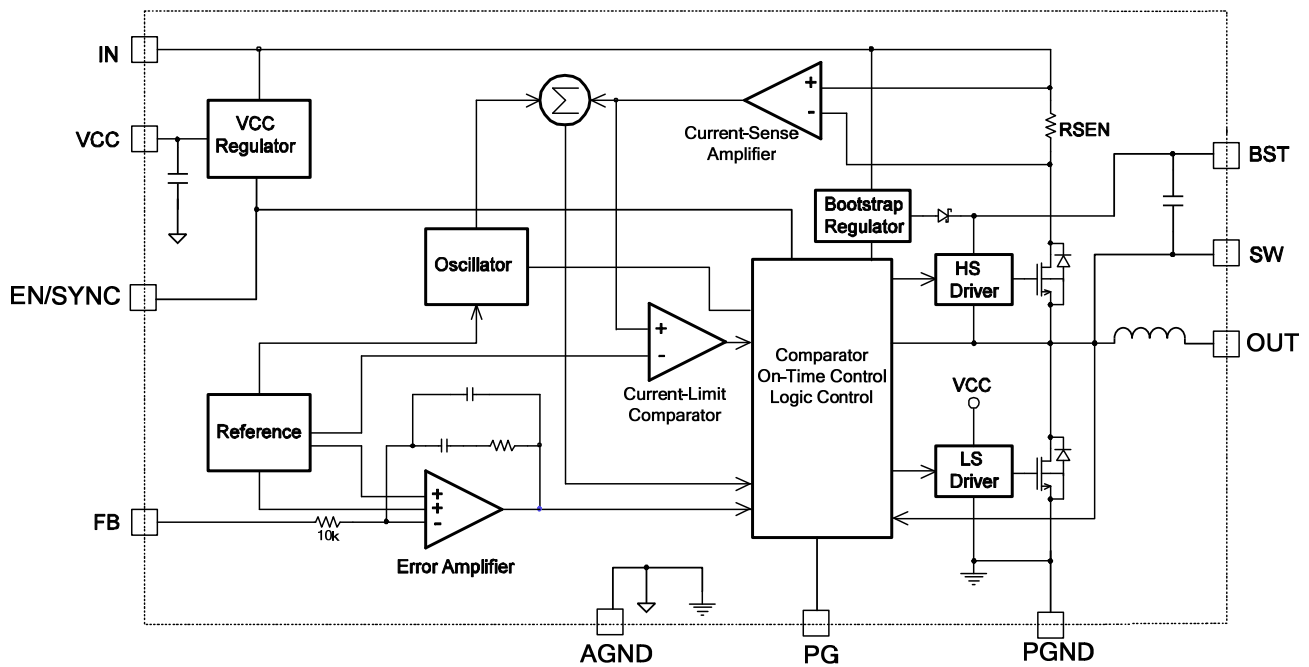 IN
VCC
EN/SYNC
FB
VCC
Regulator
Σ
+
-
Current-Sense
Amplifier
RSEN
BST
SW
OUT
Bootstrap
Regulator
Oscillator
HS
Driver
+
-
Current-Limit
Comparator
Comparator
On-Time Control
Logic Control
VCC
LS
Driver
Reference
10k
+
+
-
Error Amplifier
AGND
PG
PGND